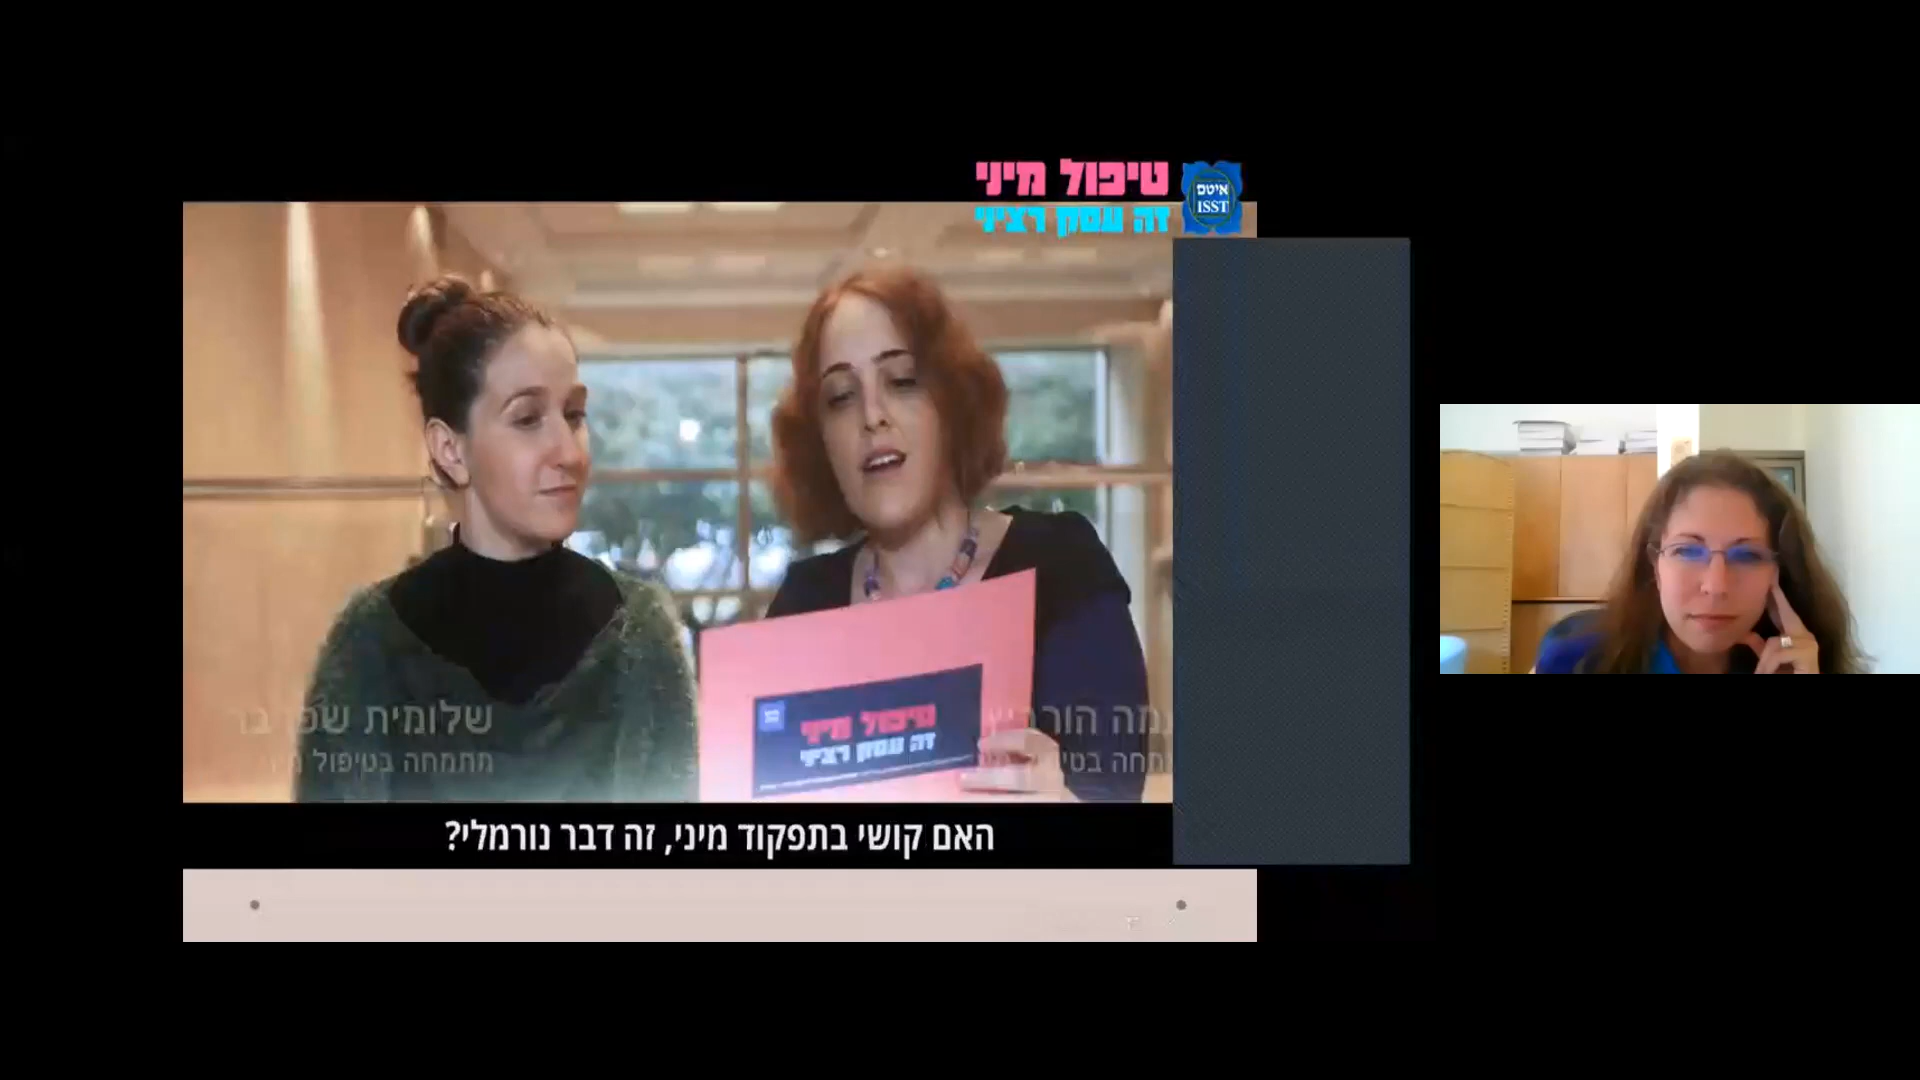 טיפול מיני
זה עסק רציני
איטס
ISST
שלומית
מתמחה בטיפול
טיפול מיני
זה עסק רציני
האם קושי בתפקוד מיני, זה דבר נורמלי?